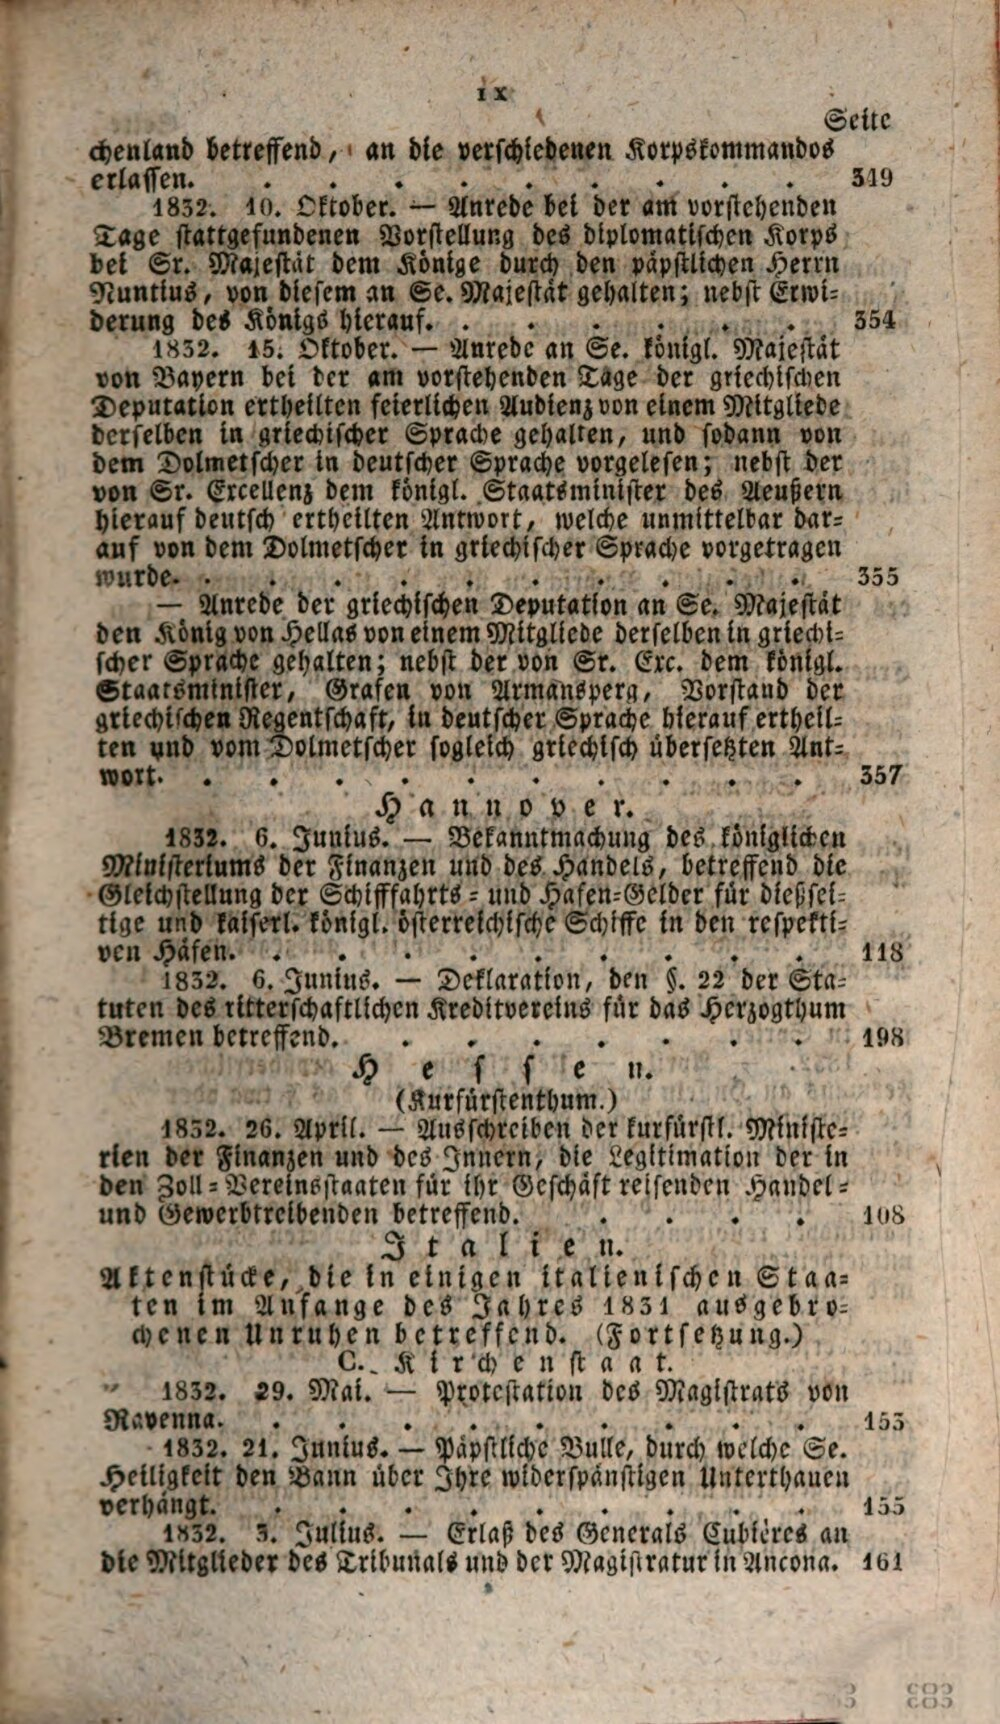 IX
Seite
chenland betreffend, an die verschiedenen Korpskommandos
erlassen. . . . . . . . . . 349
1832. 10. Oktober. — Anrede bei der am vorstehenden
Tage stattgefundenen Vorstellung des diplomatischen Korps
bei Sr. Majestät dem Könige durch den päpstlichen Herrn
Nuntius, von diesem an Se. Majestät gehalten; nebst Erwi=
derung des Königs hierauf. . . . . . . 354
1832. 15. Oktober. — Anrede an Se. königl. Majestät
von Bayern bei der am vorstehenden Tage der griechischen
Deputation ertheilten feierlichen Audienz von einem Mitgliede
derselben in griechischer Sprache gehalten, und sodann von
dem Dolmetscher in deutscher Sprache vorgelesen; nebst der
von Sr. Excellenz dem königl. Staatsminister des Aeußern
hierauf deutsch ertheilten Antwort, welche unmittelbar dar=
auf von dem Dolmetscher in griechischer Sprache vorgetragen
wurde. . . . . . . . . . . 355
— Anrede der griechischen Deputation an Se. Majestät
den König von Hellas von einem Mitgliede derselben in griechi=
scher Sprache gehalten; nebst der von Sr. Exc. dem königl.
Staatsminister, Grafen von Armansperg, Vorstand der
griechischen Regentschaft, in deutscher Sprache hierauf ertheil=
ten und vom Dolmetscher sogleich griechisch übersetzten Ant=
wort. . . . . . . . . . . 357
Hannover.
1832. 6. Junius. — Bekanntmachung des königlichen
Ministeriums der Finanzen und des Handels, betreffend die
Gleichstellung der Schifffahrts= und Hafen=Gelder für dießsei=
tige und kaiserl. königl. österreichische Schiffe in den respekti=
ven Häfen. . . . . . . . . . 118
1832. 6. Junius. — Deklaration, den §. 22 der Sta=
tuten des ritterschaftlichen Kreditvereins für das Herzogthum
Bremen betreffend. . . . . . . . 198
Hessen.
(Kurfürstenthum.)
1832. 26. April. — Ausschreiben der kurfürstl. Ministe=
rien der Finanzen und des Innern, die Legitimation der in
den Zoll=Vereinsstaaten für ihr Geschäft reisenden Handel=
und Gewerbtreibenden betreffend. . . . . 108
Italien.
Aktenstücke, die in einigen italienischen Staa=
ten im Anfange des Jahres 1831 ausgebro=
chenen Unruhen betreffend. (Fortsetzung.)
C. Kirchenstaat.
1832. 29. Mai. — Protestation des Magistrats von
Ravenna. . . . . . . . . . 153
1832. 21. Junius. — Päpstliche Bulle, durch welche Se.
Heiligkeit den Bann über Ihre widerspänstigen Unterthanen
verhängt. . . . . . . . . . 155
1832. 3. Julius. — Erlaß des Generals Cubières an
die Mitglieder des Tribunals und der Magistratur in Ancona. 161